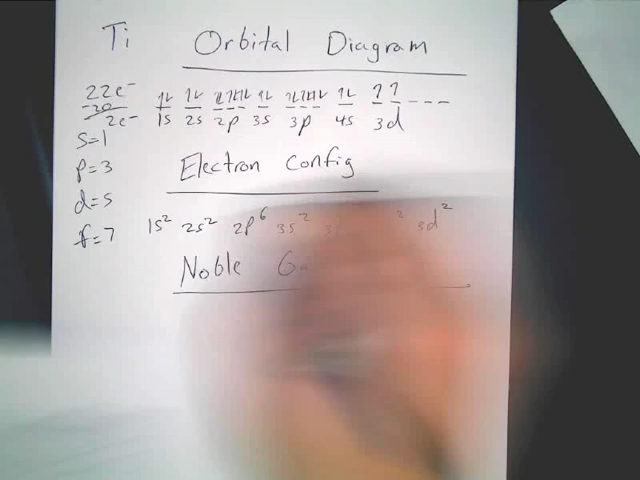 Ti Orbital Diagram
22e⁻
-20
2e⁻
1s 2s 2p 3s 3p 4s 3d
s=1
p=3
d=5
f=7
Electron Config
1s² 2s² 2p⁶ 3s² ² 3d²
Noble